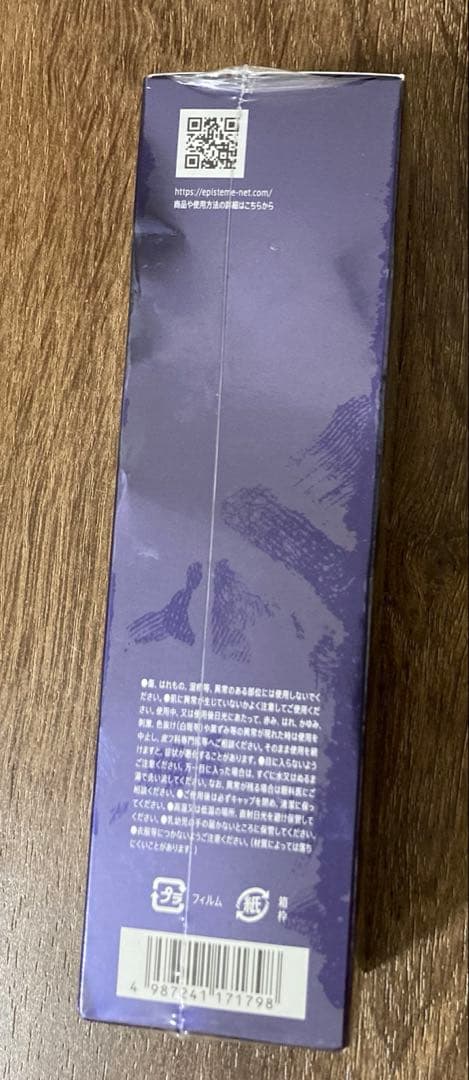 https://episteme-net.com/
商品や使用方法の詳細はこちらから
●傷、はれもの、湿疹等、異常のある部位には使用しないでく
ださい。●肌に異常が生じていないかよく注意してご使用くだ
さい。使用中、又は使用後日光にあたって、赤み、はれ、かゆみ、
刺激、色抜け(白斑等)や黒ずみ等の異常が現れた時は使用を
中止し、皮フ科専門医等へご相談ください。そのまま使用を続
けますと、症状が悪化することがあります。●目に入らないよう
ご注意ください。万一目に入った場合は、すぐに水又はぬるま
湯で洗い流してください。なお、異常が残る場合は眼科医にご
相談ください。●ご使用後は必ずキャップを閉め、清潔に保っ
てください。●高温又は低温の場所、直射日光を避け保管して
ください。●乳幼児の手の届かないところに保管してください。
●衣服等につかないようご注意ください。(材質によっては落ち
にくいことがあります。)
プラ フィルム 紙 箱
枠
4 987241 171798